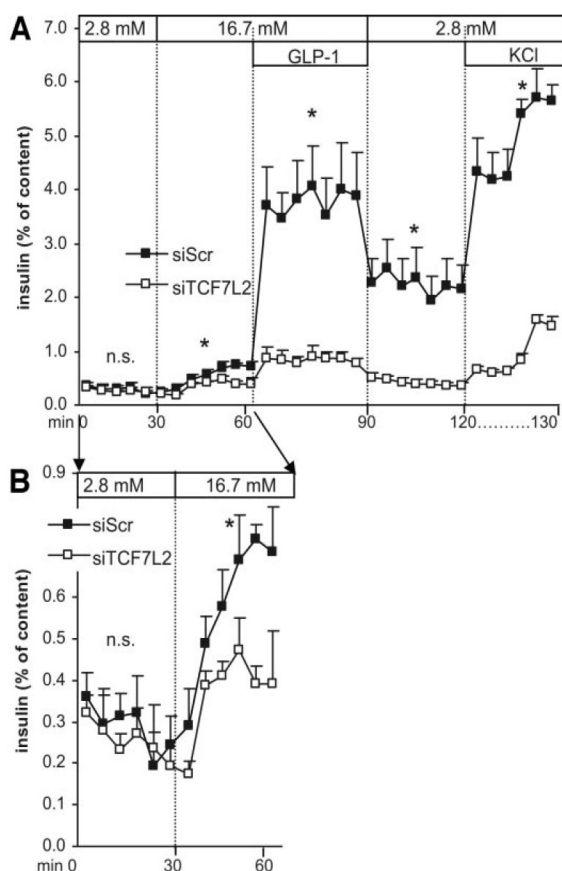 A
7.0
2.8 mM 16.7 mM 2.8 mM
GLP-1 KCl
6.0
*
*
5.0
insulin (% of content)
4.0
3.0
siScr
*
siTCF7L2
2.0
1.0
n.s.
*
0.0
min 0 30 60 90 120.........130
B
0.9
2.8 mM 16.7 mM
siScr
*
siTCF7L2
insulin (% of content)
0.6
0.5
n.s.
0.4
0.3
0.2
0.1
0.0
min 0 30 60